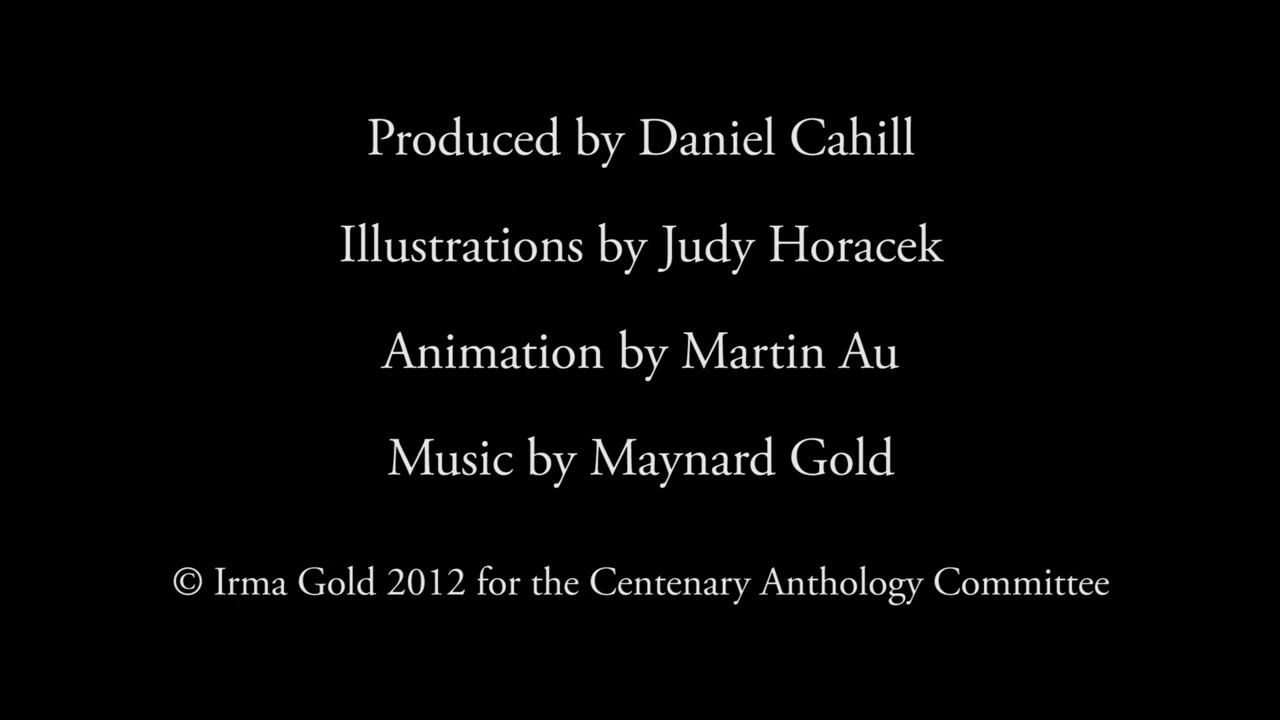 Produced by Daniel Cahill
Illustrations by Judy Horacek
Animation by Martin Au
Music by Maynard Gold
© Irma Gold 2012 for the Centenary Anthology Committee